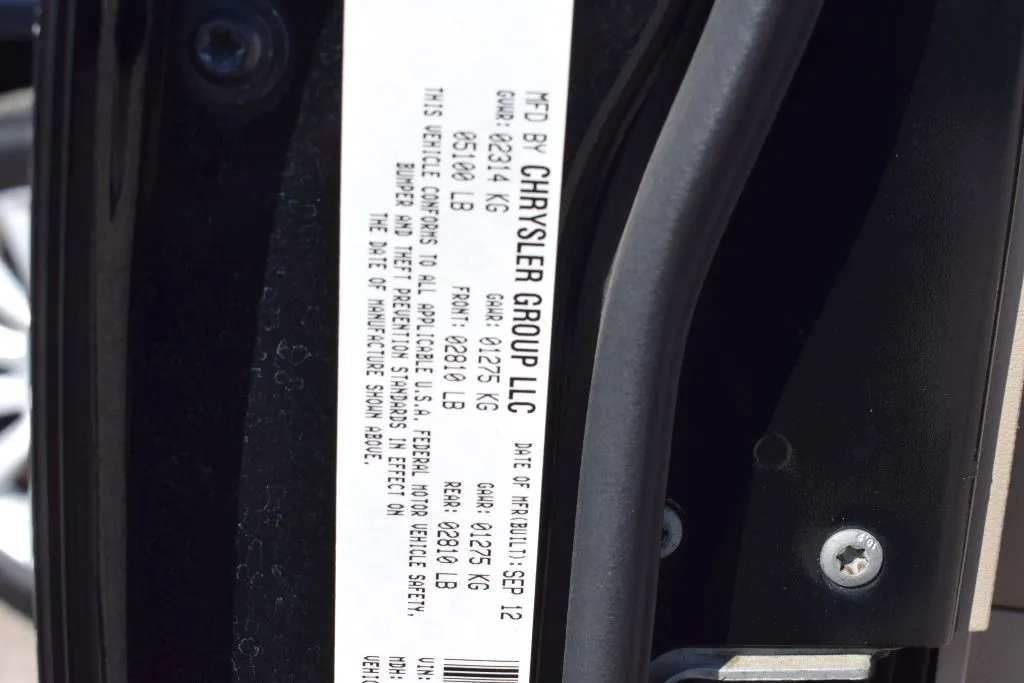 MFD BY CHRYSLER GROUP LLC DATE OF MFR(BUILT): SEP 12
GVWR: 02314 KG GAWR: 01275 KG GAWR: 01275 KG
05100 LB FRONT: 02810 LB REAR: 02810 LB
THIS VEHICLE CONFORMS TO ALL APPLICABLE U.S.A. FEDERAL MOTOR VEHICLE SAFETY,
BUMPER AND THEFT PREVENTION STANDARDS IN EFFECT ON
THE DATE OF MANUFACTURE SHOWN ABOVE.
VIN:
MDH: